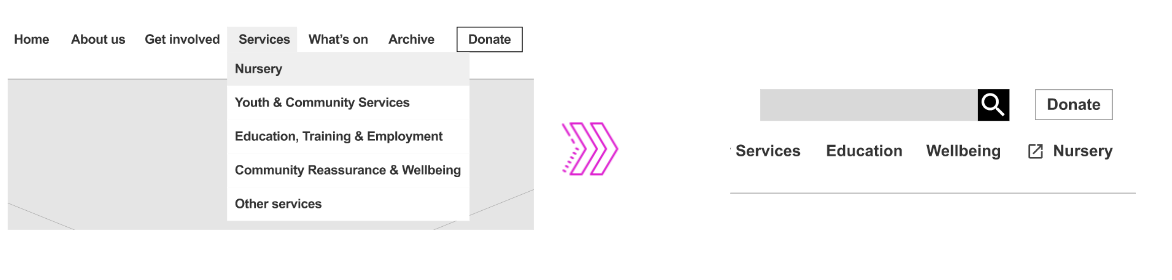 Home About us Get involved Services What's on Archive Donate
Nursery
Youth & Community Services
Education, Training & Employment
Community Reassurance & Wellbeing
Other services
Donate
Services Education Wellbeing Nursery